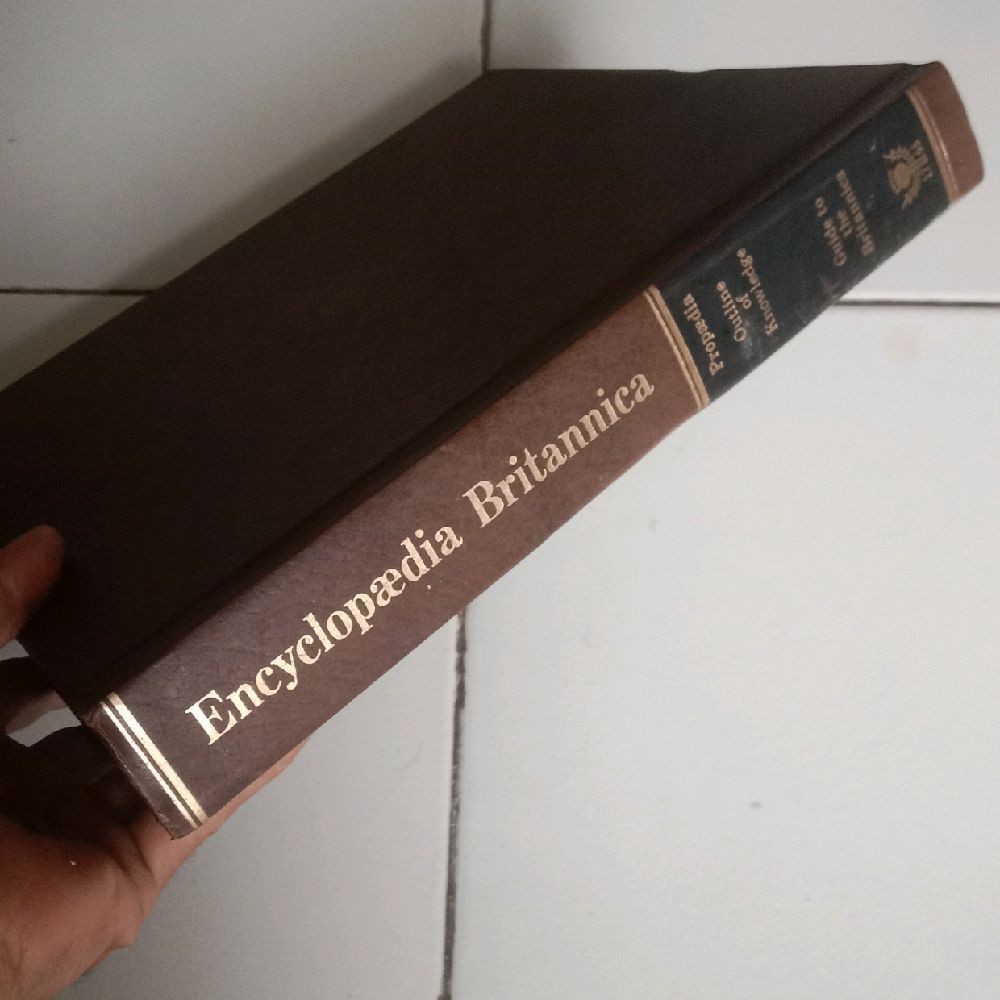 Encyclopædia Britannica
Propædia
Outline
of
Knowledge
Guide to
the
Britannica